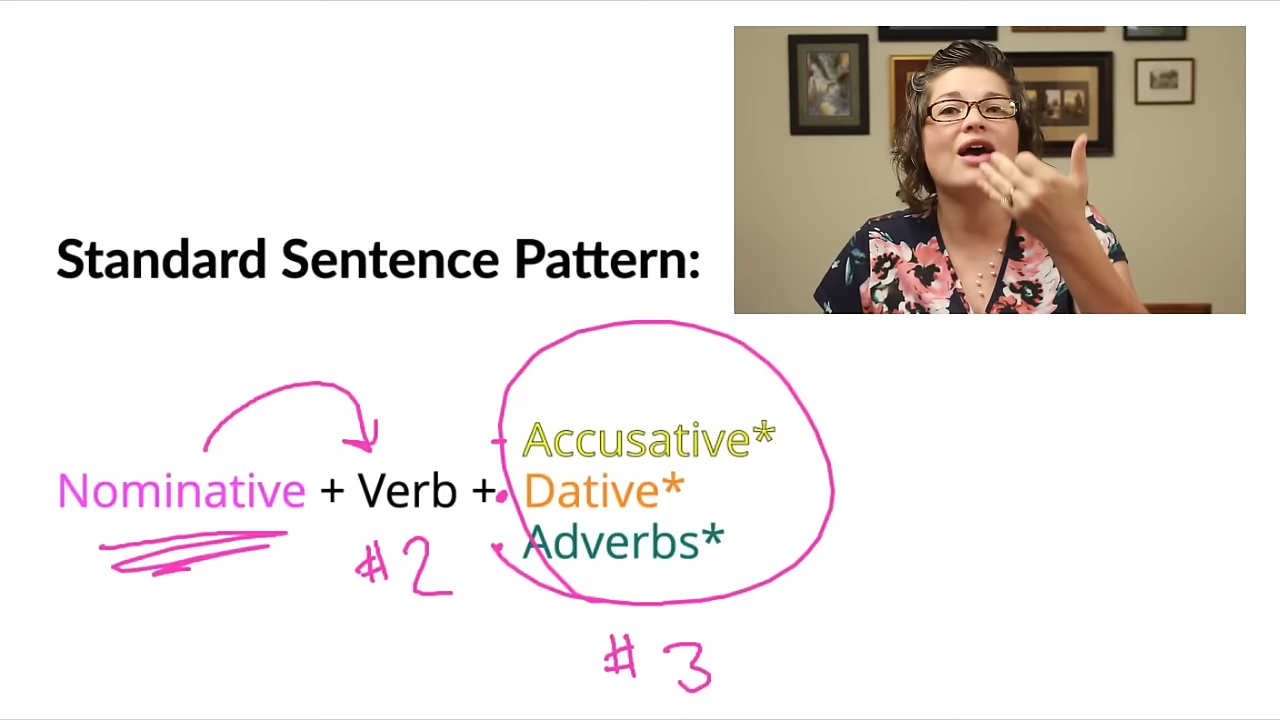 Standard Sentence Pattern:
Accusative*
Nominative + Verb + Dative*
Adverbs*
#2
#3